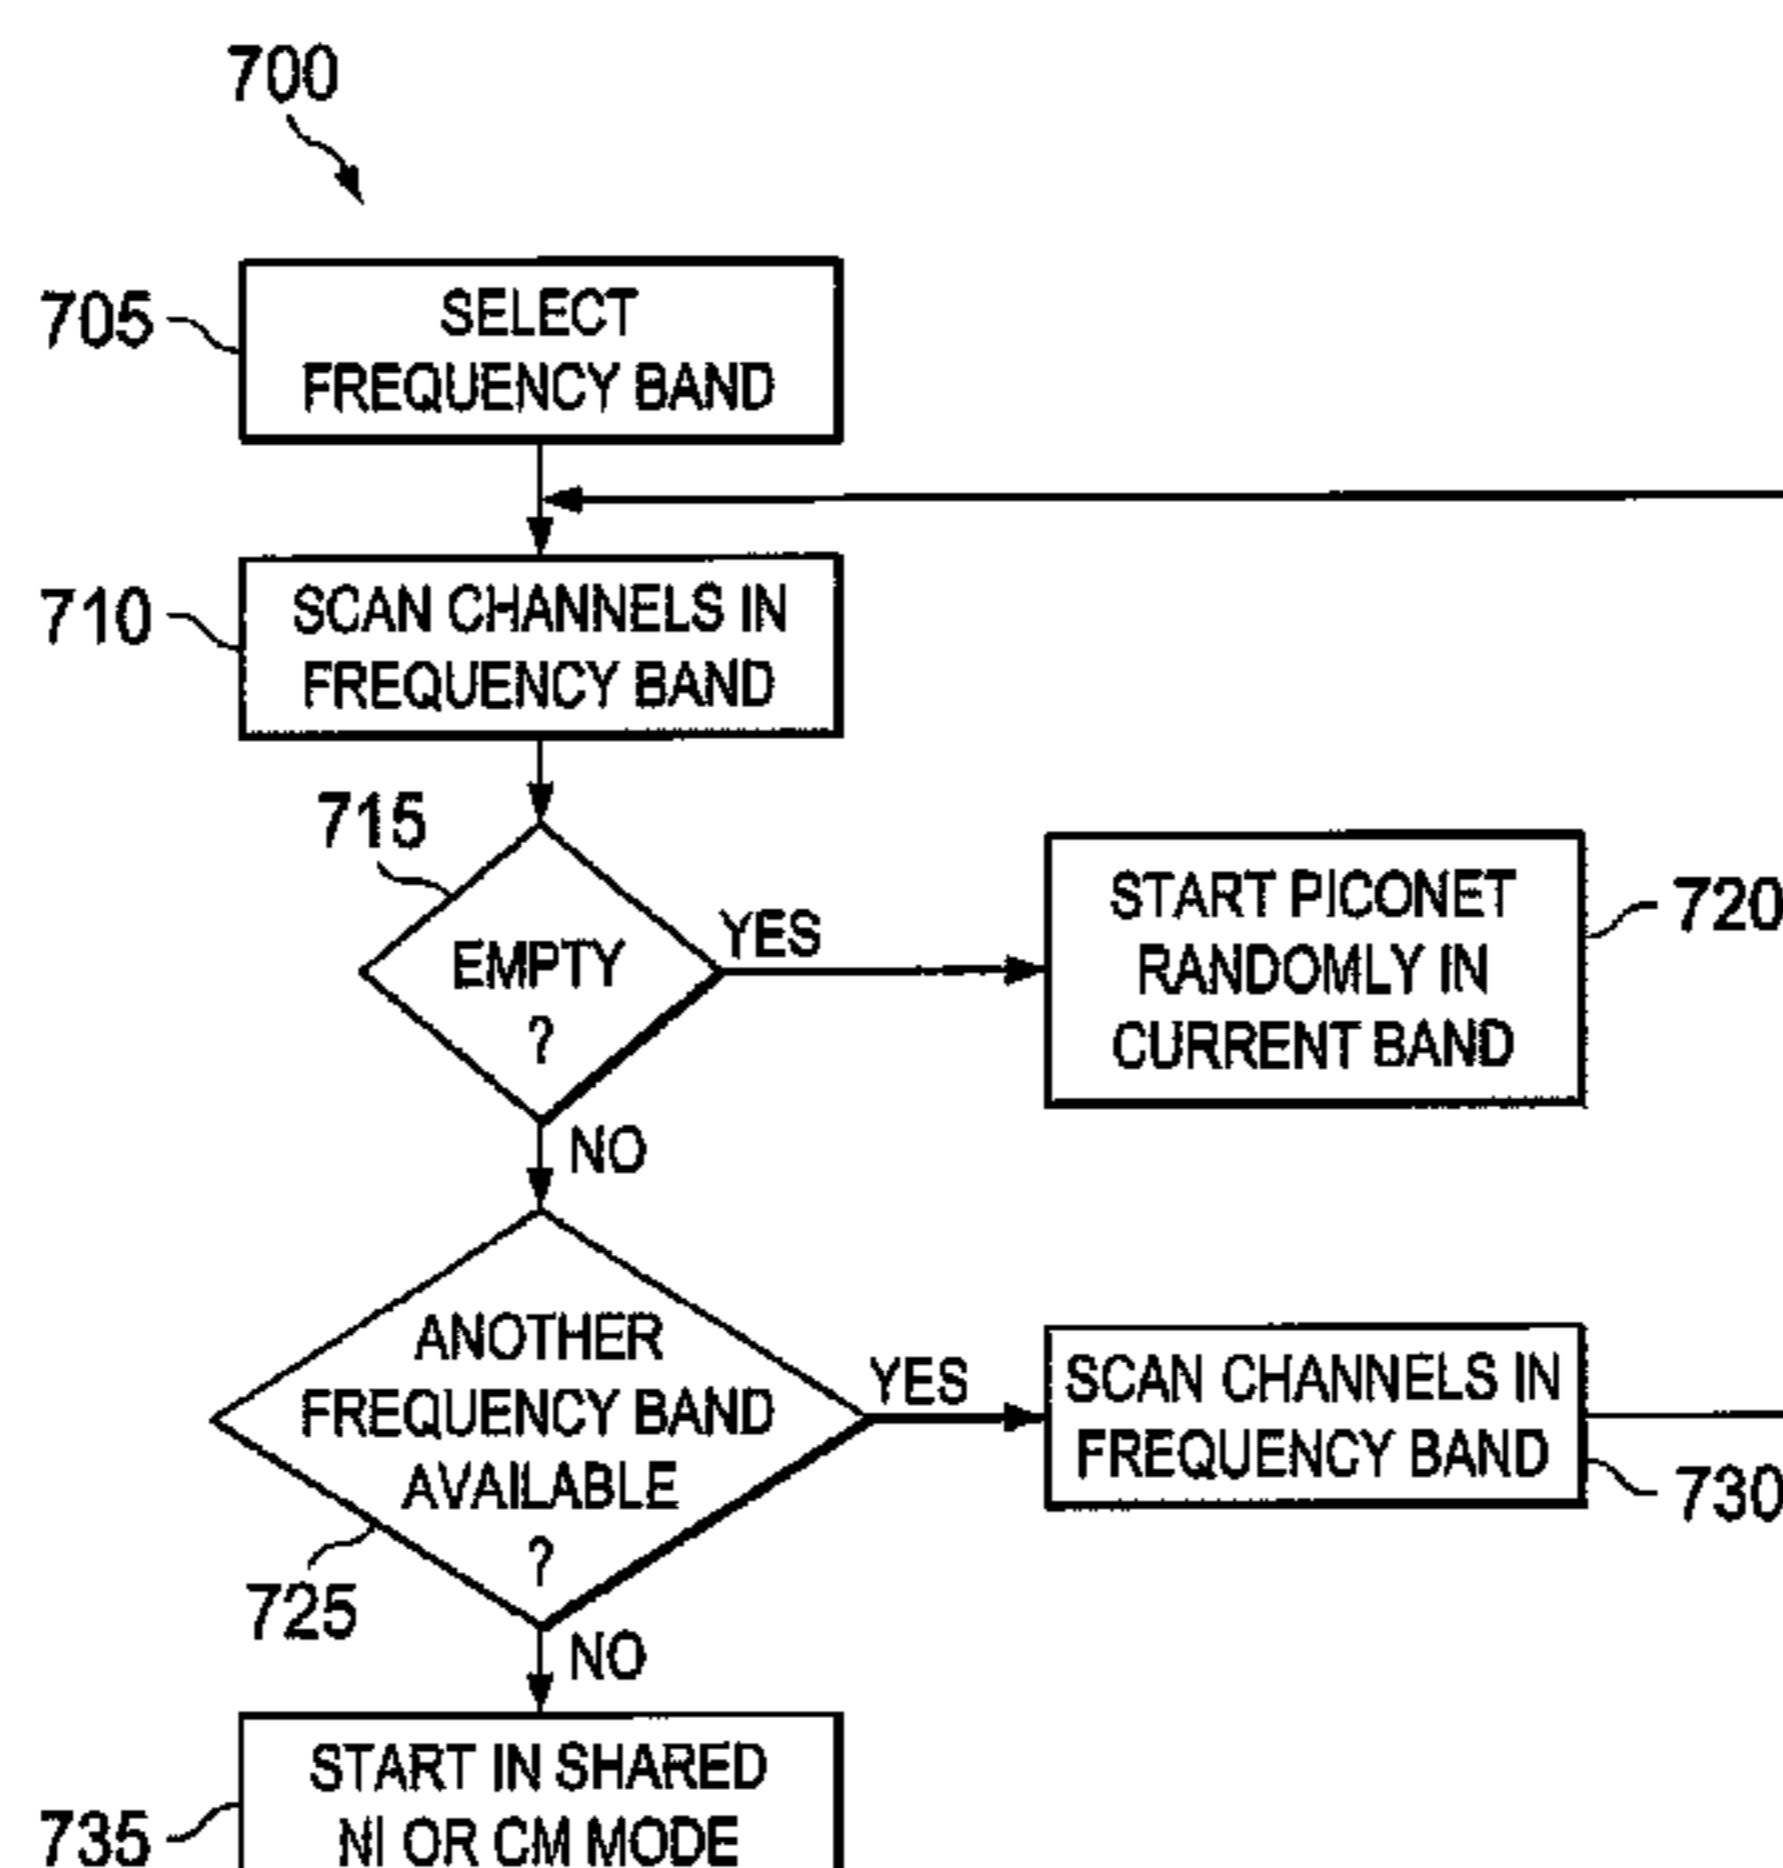 700
705
SELECT
FREQUENCY BAND
710
SCAN CHANNELS IN
FREQUENCY BAND
715
EMPTY
?
YES
START PICONET
RANDOMLY IN
CURRENT BAND
720
NO
ANOTHER
FREQUENCY BAND
AVAILABLE
?
725
YES
SCAN CHANNELS IN
FREQUENCY BAND
730
NO
735
START IN SHARED
NI OR CM MODE